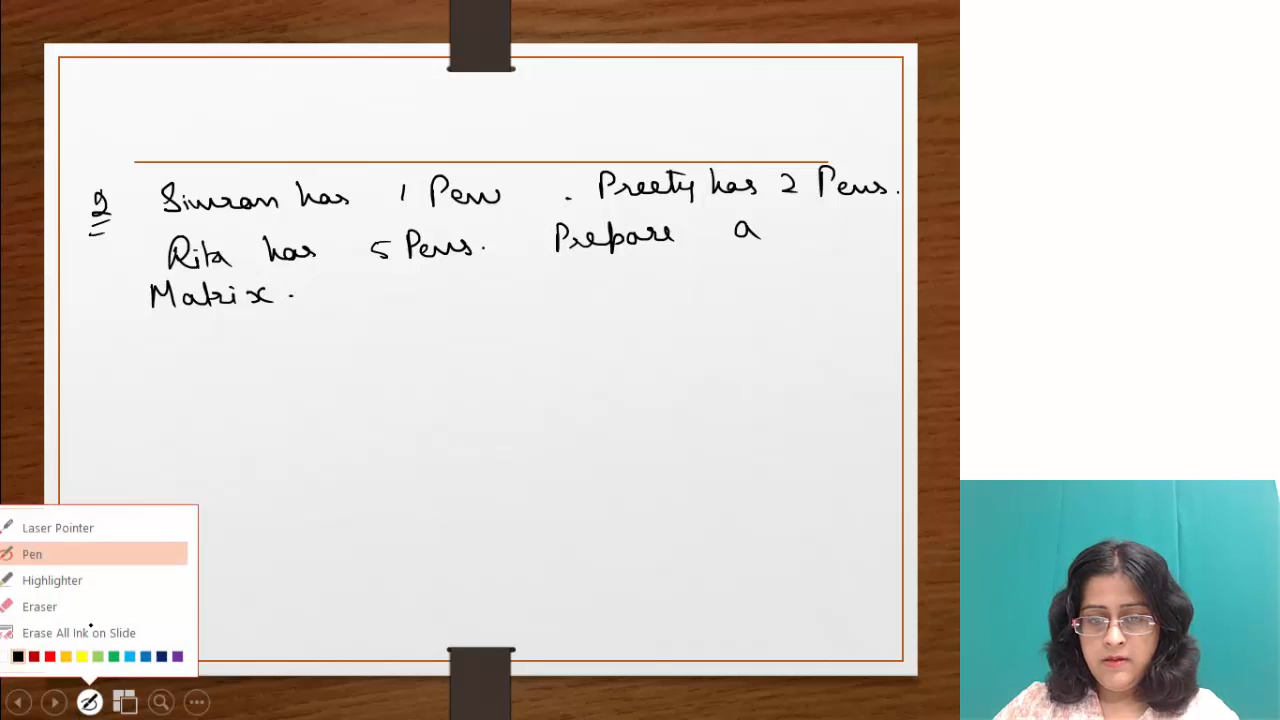 Q Simran has 1 Pen . Preety has 2 Pens.
Rita has 5 Pens. Prepare a
Matrix.
Laser Pointer
Pen
Highlighter
Eraser
Erase All Ink on Slide